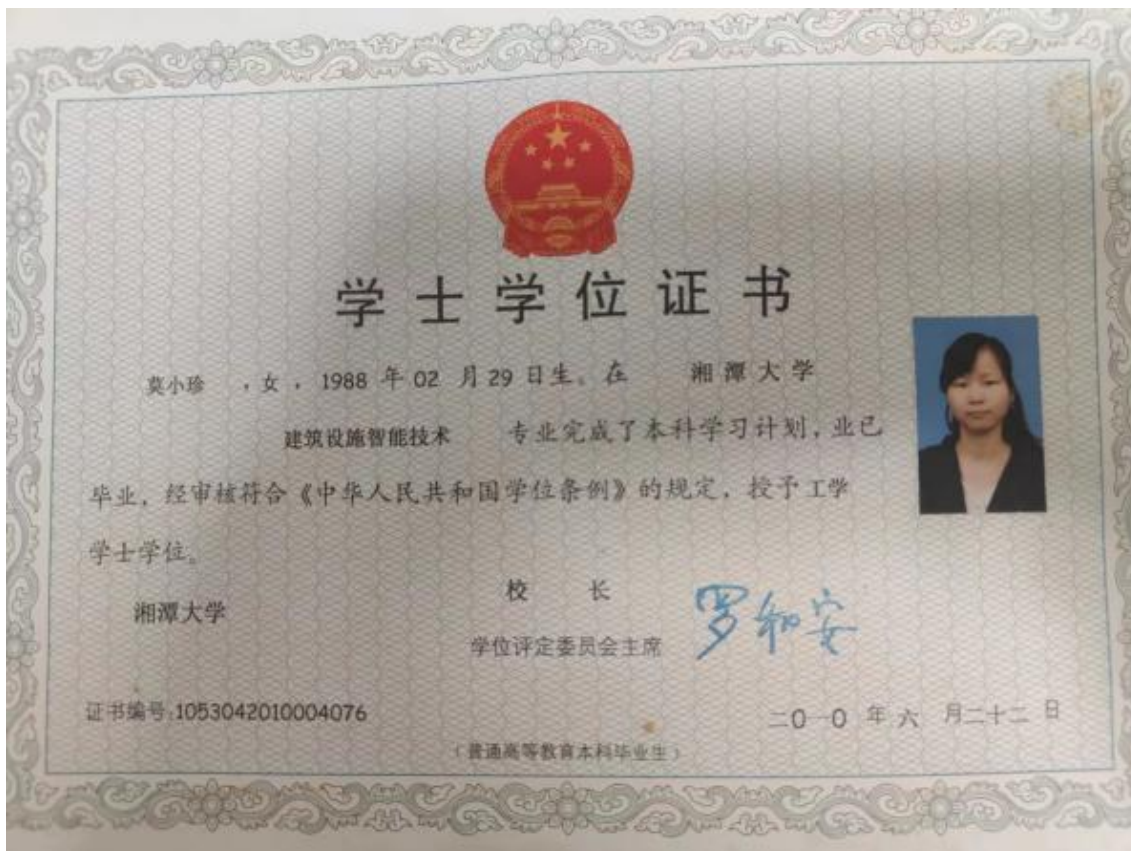 学士学位证书
莫小珍 ,女, 1988 年 02 月 29 日生。在 湘潭大学
建筑设施智能技术 专业完成了本科学习计划,业已
毕业,经审核符合《中华人民共和国学位条例》的规定,授予 工学
学士学位。
湘潭大学
校 长
学位评定委员会主席
罗和安
证书编号:1053042010004076
二〇一〇 年 六 月二十二 日
(普通高等教育本科毕业生)